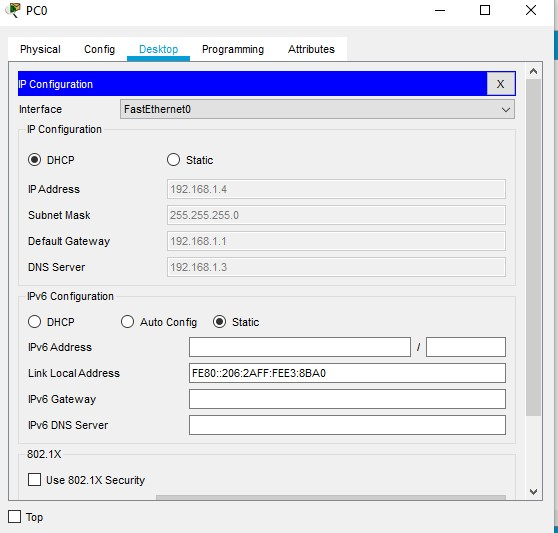 PC0
Physical Config Desktop Programming Attributes
IP Configuration X
Interface FastEthernet0
IP Configuration
DHCP Static
IP Address 192.168.1.4
Subnet Mask 255.255.255.0
Default Gateway 192.168.1.1
DNS Server 192.168.1.3
IPv6 Configuration
DHCP Auto Config Static
IPv6 Address /
Link Local Address FE80::206:2AFF:FEE3:8BA0
IPv6 Gateway
IPv6 DNS Server
802.1X
Use 802.1X Security
Top